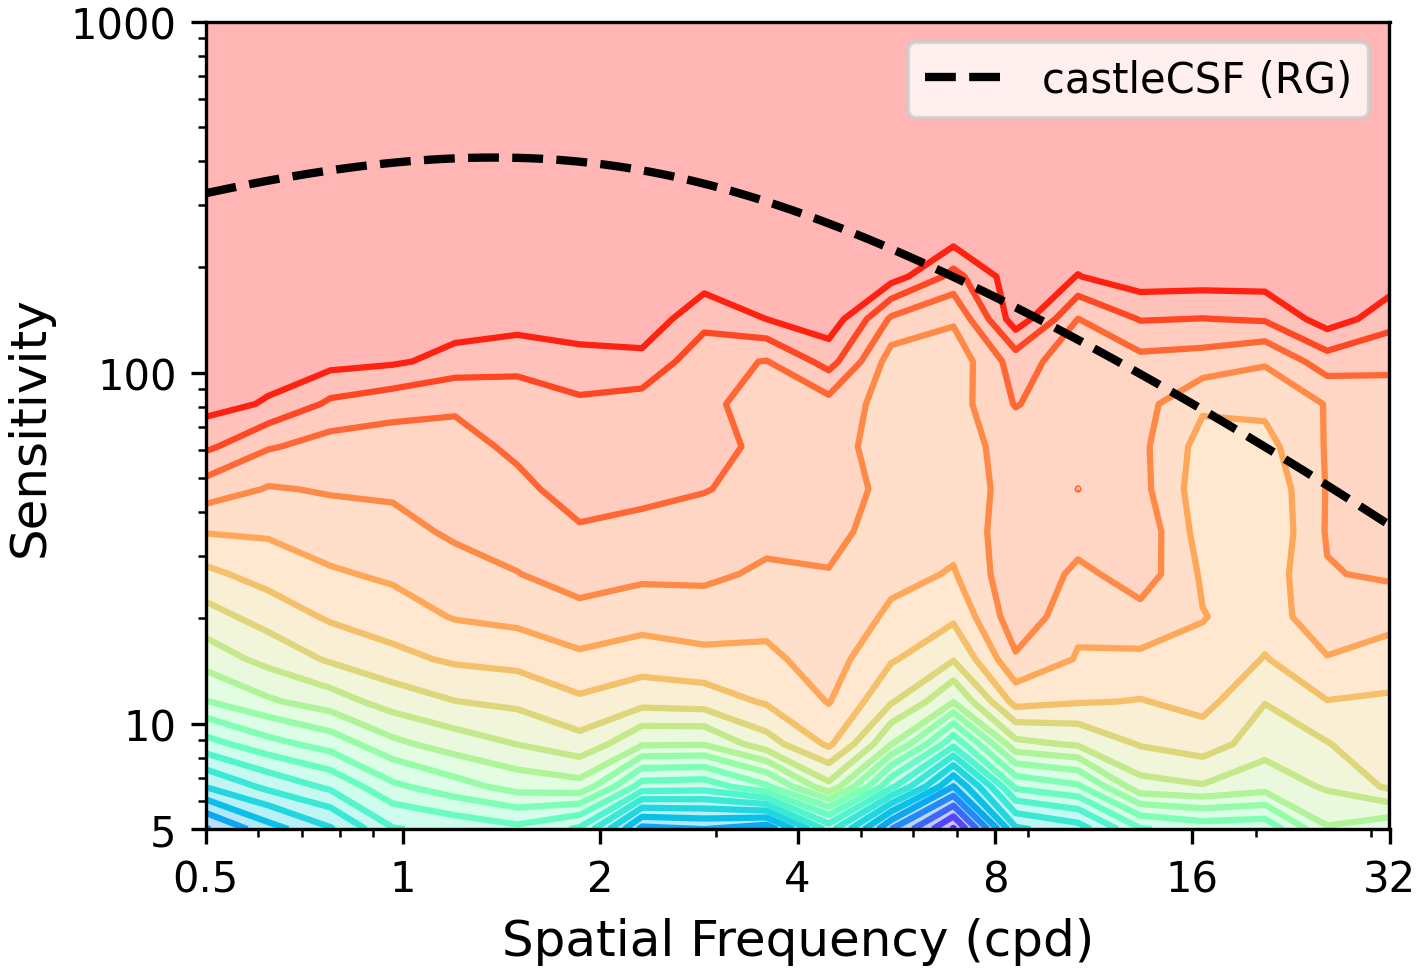 1000
castleCSF (RG)
Sensitivity
100
10
5
0.5 1 2 4 8 16 32
Spatial Frequency (cpd)